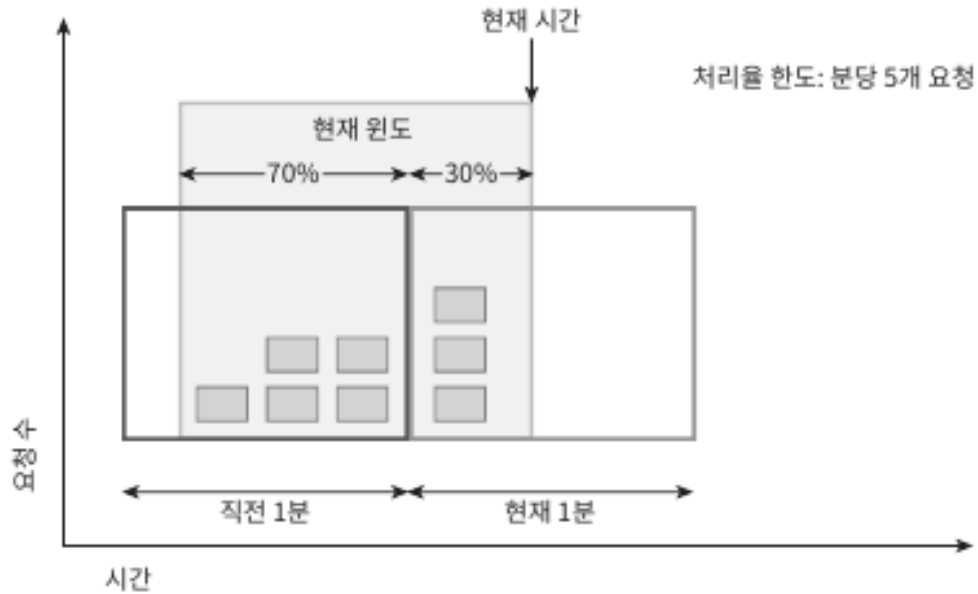 현재 시간
처리율 한도: 분당 5개 요청
현재 윈도
70%
30%
요청 수
직전 1분
현재 1분
시간